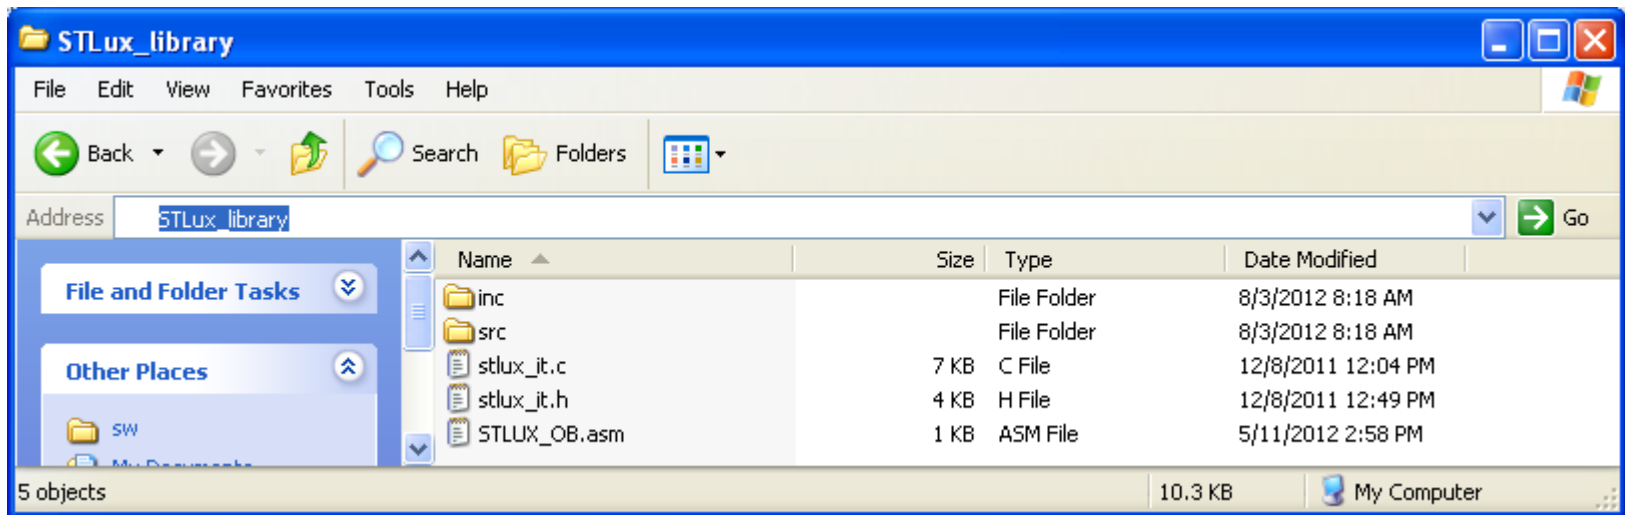 STLux_library
File Edit View Favorites Tools Help
Back Search Folders
Address STLux_library Go
Name Size Type Date Modified
File and Folder Tasks
inc File Folder 8/3/2012 8:18 AM
src File Folder 8/3/2012 8:18 AM
Other Places
stlux_it.c 7 KB C File 12/8/2011 12:04 PM
stlux_it.h 4 KB H File 12/8/2011 12:49 PM
sw
STLUX_OB.asm 1 KB ASM File 5/11/2012 2:58 PM
My Documents
5 objects 10.3 KB My Computer